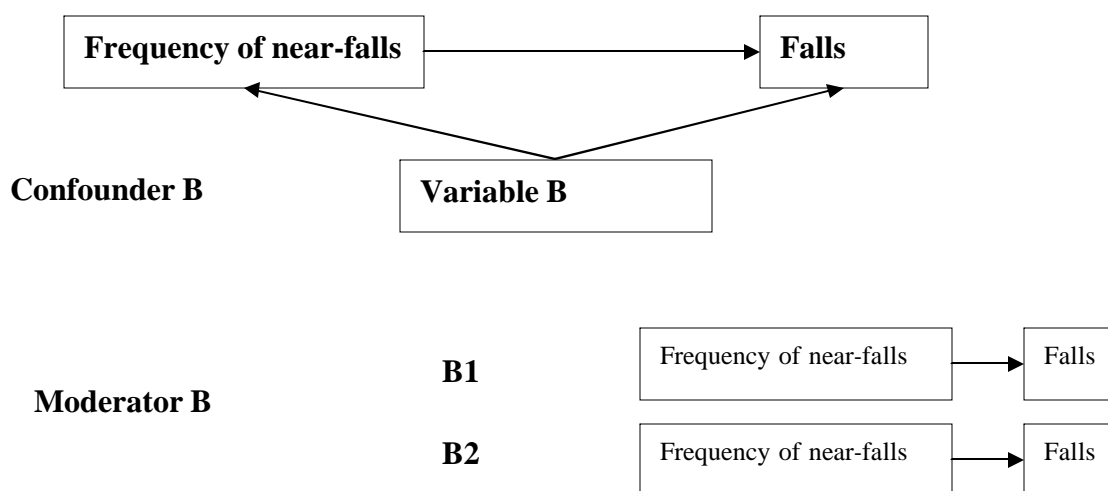 Frequency of near-falls
Falls
Confounder B
Variable B
B1
Frequency of near-falls
Falls
Moderator B
B2
Frequency of near-falls
Falls